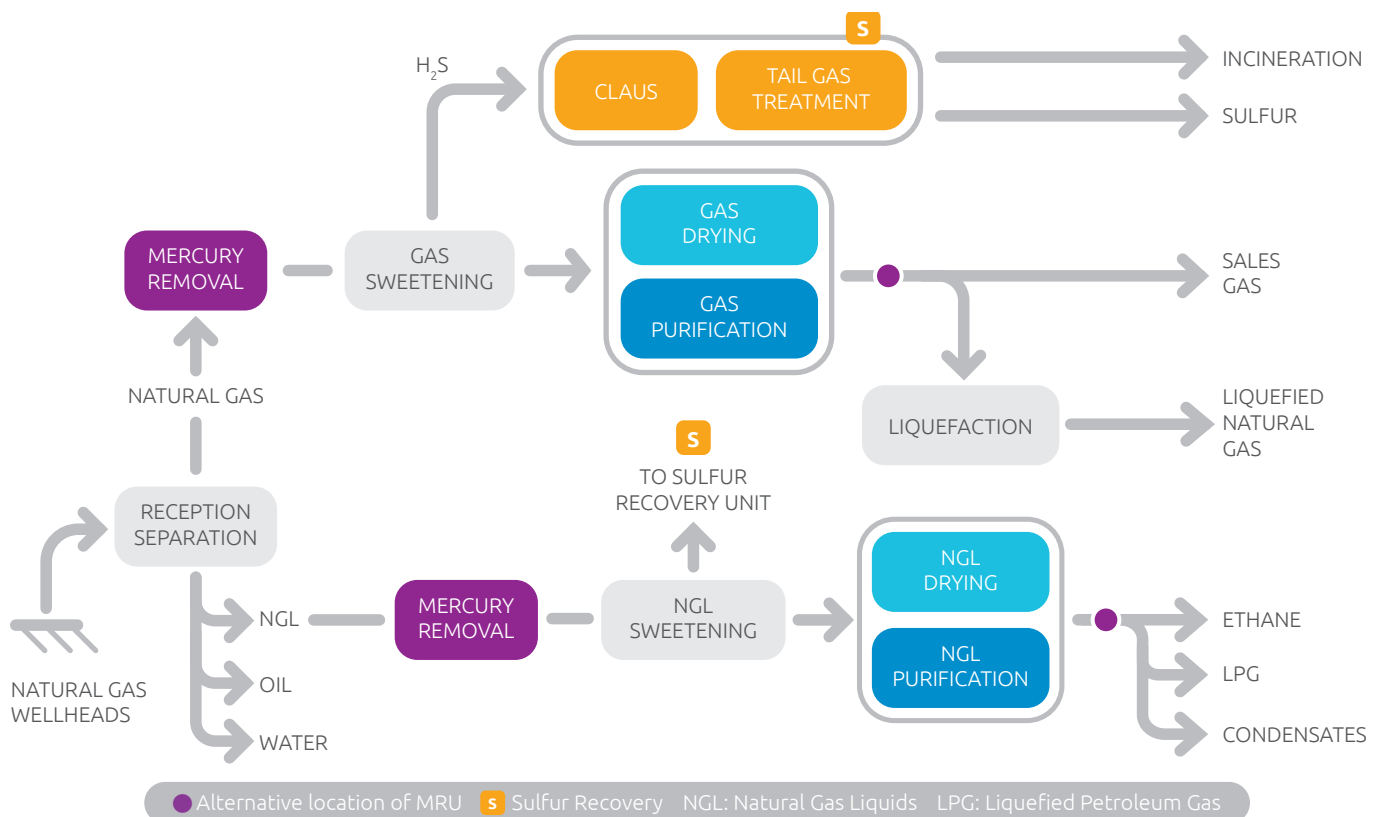 S
H₂S
CLAUS
TAIL GAS
TREATMENT
INCINERATION
SULFUR
MERCURY
REMOVAL
GAS
SWEETENING
GAS
DRYING
GAS
PURIFICATION
SALES
GAS
NATURAL GAS
LIQUEFACTION
LIQUEFIED
NATURAL
GAS
S
TO SULFUR
RECOVERY UNIT
RECEPTION
SEPARATION
NATURAL GAS
WELLHEADS
NGL
OIL
WATER
MERCURY
REMOVAL
NGL
SWEETENING
NGL
DRYING
NGL
PURIFICATION
ETHANE
LPG
CONDENSATES
Alternative location of MRU S Sulfur Recovery NGL: Natural Gas Liquids LPG: Liquefied Petroleum Gas